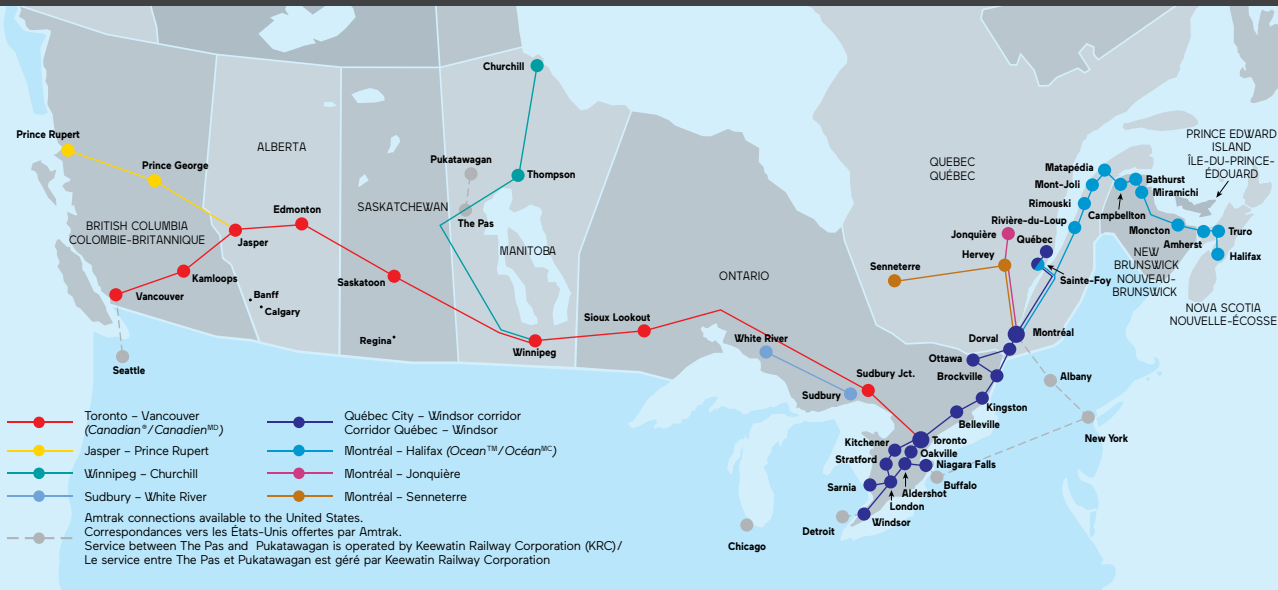 Churchill
Prince Rupert
Prince George
ALBERTA
Pukatawagan
Thompson
QUEBEC
QUÉBEC
PRINCE EDWARD
ISLAND
ÎLE-DU-PRINCE-
ÉDOUARD
Matapédia
Mont-Joli
Bathurst
Miramichi
Rimouski
Campbellton
BRITISH COLUMBIA
COLOMBIE-BRITANNIQUE
Edmonton
Jasper
SASKATCHEWAN
The Pas
MANITOBA
Rivière-du-Loup
Jonquière
Québec
Moncton
Amherst
Truro
Halifax
Kamloops
Vancouver
Banff
Calgary
Saskatoon
ONTARIO
Senneterre
Hervey
Sainte-Foy
NEW
BRUNSWICK
NOUVEAU-
BRUNSWICK
NOVA SCOTIA
NOUVELLE-ÉCOSSE
Regina
Winnipeg
Sioux Lookout
White River
Dorval
Montréal
Seattle
Sudbury Jct.
Sudbury
Ottawa
Brockville
Albany
Kingston
Belleville
New York
Kitchener
Toronto
Oakville
Stratford
Niagara Falls
Sarnia
Aldershot
Buffalo
London
Windsor
Detroit
Chicago
Toronto – Vancouver
(Canadian®/CanadienMD)
Jasper – Prince Rupert
Winnipeg – Churchill
Sudbury – White River
Québec City – Windsor corridor
Corridor Québec – Windsor
Montréal – Halifax (Ocean™/OcéanMC)
Montréal – Jonquière
Montréal – Senneterre
Amtrak connections available to the United States.
Correspondances vers les États-Unis offertes par Amtrak.
Service between The Pas and Pukatawagan is operated by Keewatin Railway Corporation (KRC)/
Le service entre The Pas et Pukatawagan est géré par Keewatin Railway Corporation